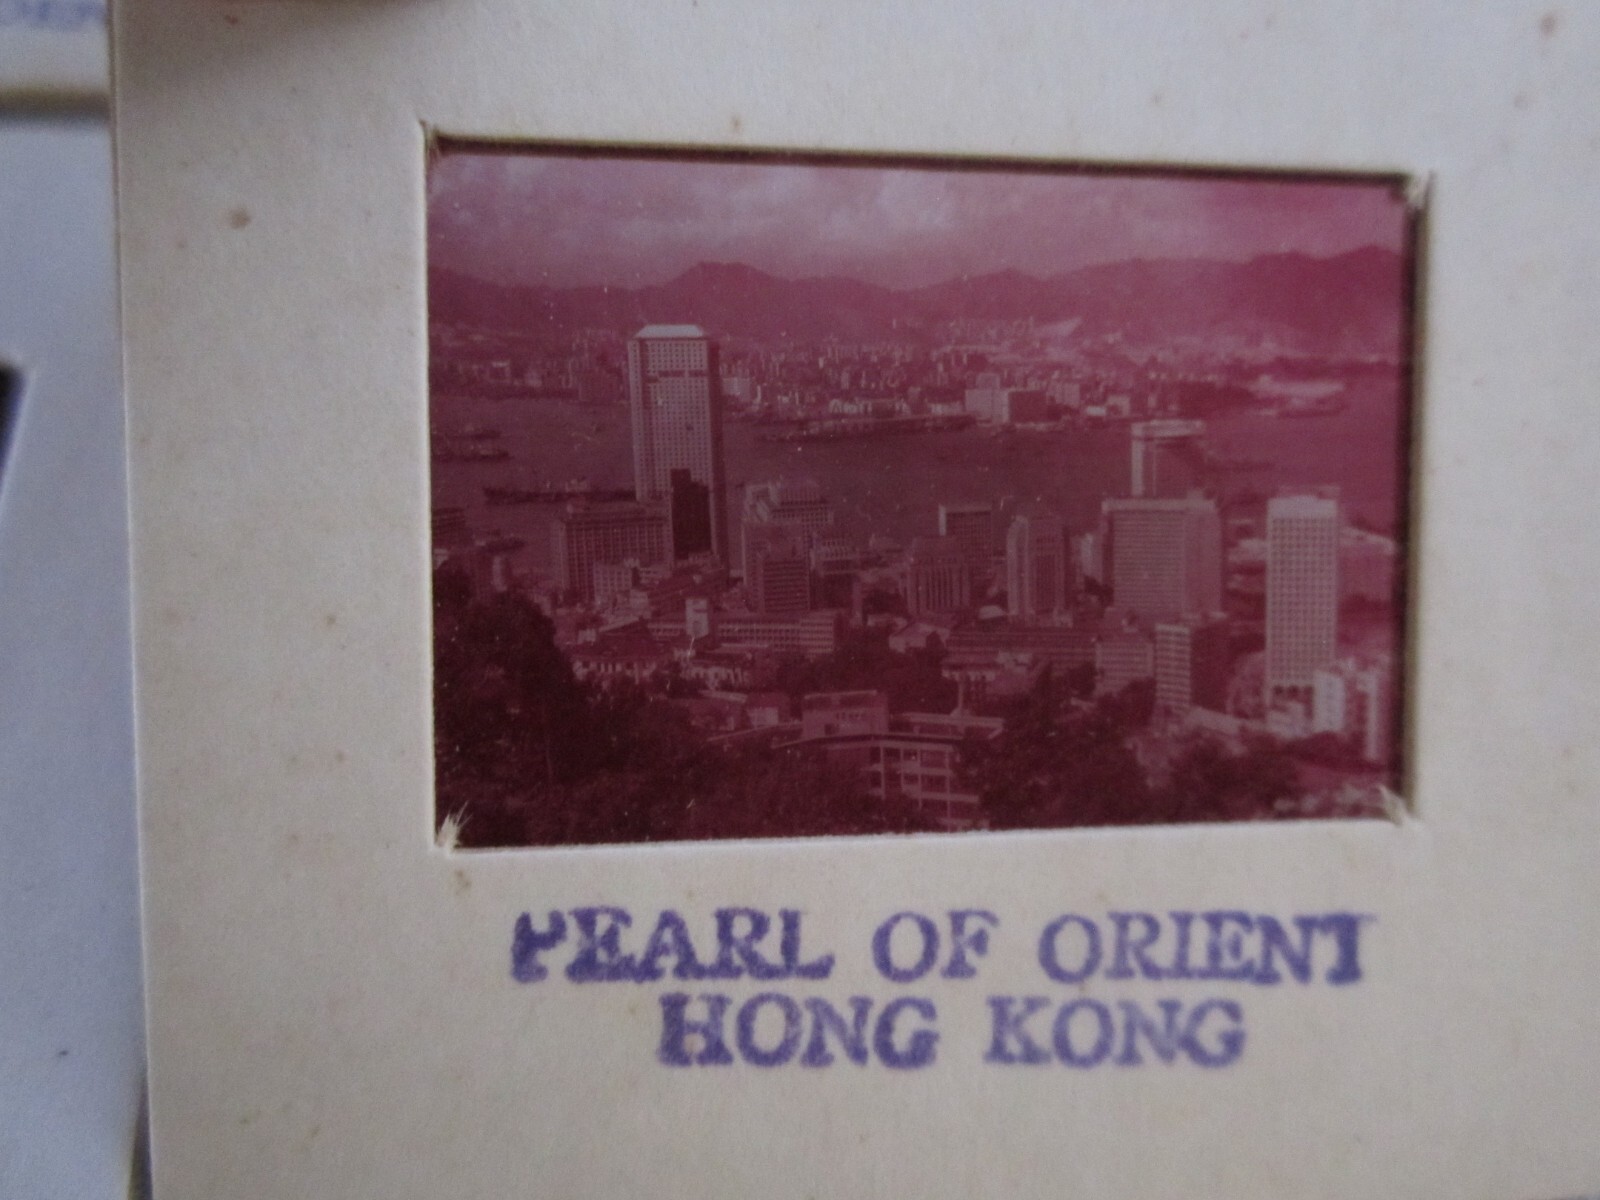 PEARL OF ORIENT
HONG KONG